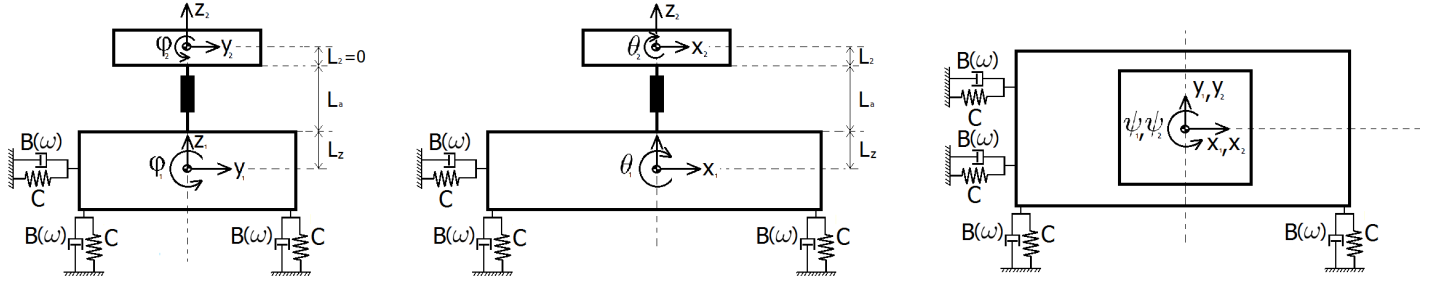 z₂
φ₂
y₂
L₂=0
Lₐ
L_z
z₁
φ₁
y₁
B(ω)
C
B(ω)
C
B(ω)
C
z₂
θ₂
x₂
L₂
Lₐ
L_z
θ₁
x₁
B(ω)
C
B(ω)
C
B(ω)
C
B(ω)
C
B(ω)
C
y₁,y₂
ψ₁,ψ₂
x₁,x₂
B(ω)
C
B(ω)
C